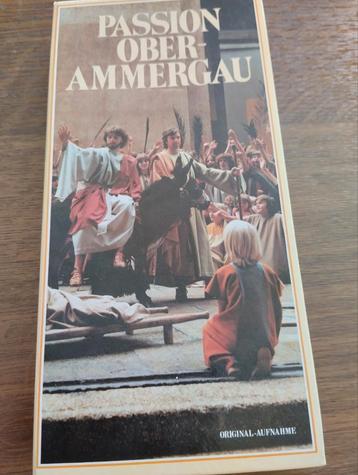 PASSION
OBER-
AMMERGAU
ORIGINAL-AUFNAHME